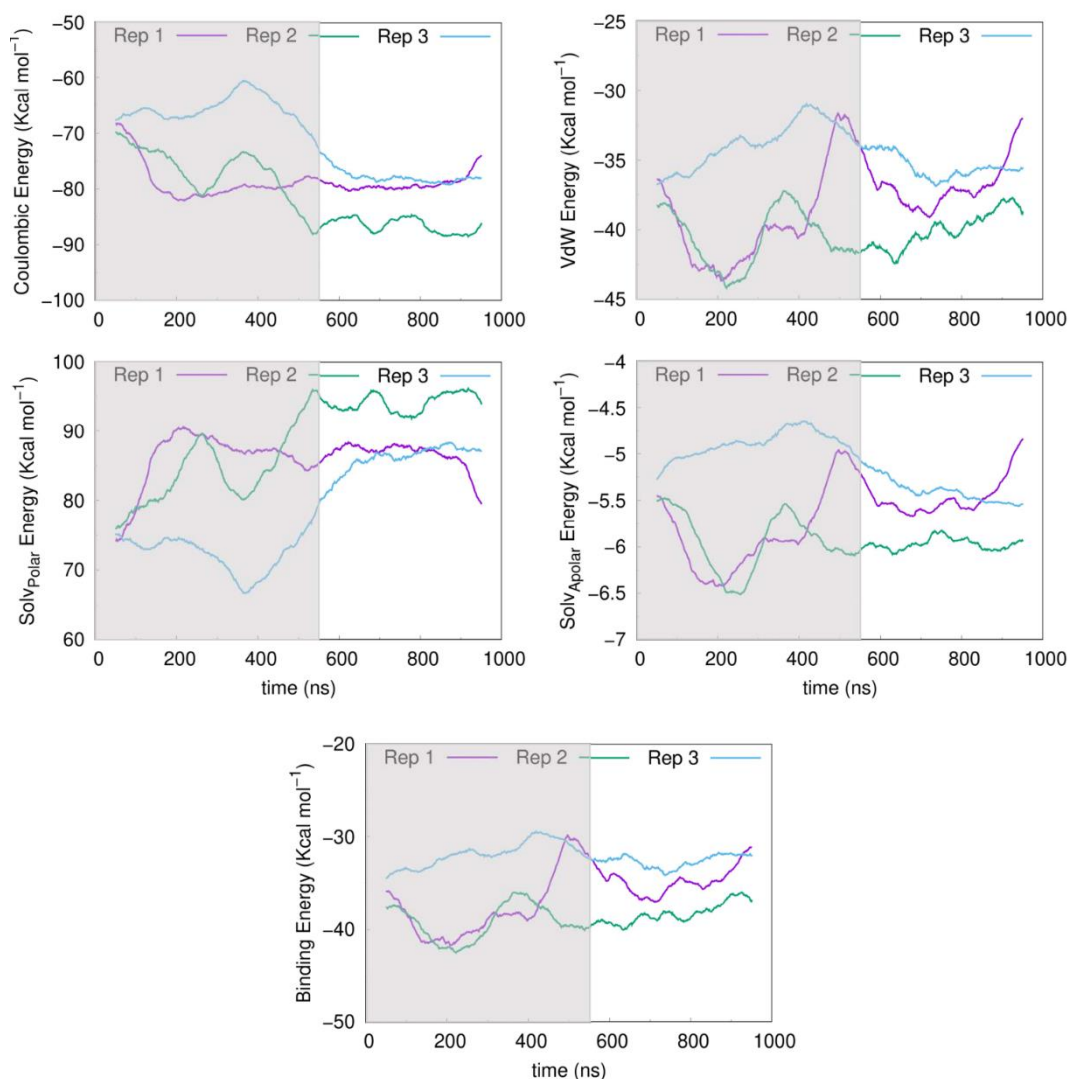 Coulombic Energy (Kcal mol⁻¹)
−50
−60
−70
−80
−90
−100
Rep 1 Rep 2 Rep 3
0 200 400 600 800 1000
VdW Energy (Kcal mol⁻¹)
−25
−30
−35
−40
−45
Rep 1 Rep 2 Rep 3
0 200 400 600 800 1000
Solv_Polar Energy (Kcal mol⁻¹)
100
90
80
70
60
Rep 1 Rep 2 Rep 3
0 200 400 600 800 1000
time (ns)
Solv_Apolar Energy (Kcal mol⁻¹)
−4
−4.5
−5
−5.5
−6
−6.5
−7
Rep 1 Rep 2 Rep 3
0 200 400 600 800 1000
time (ns)
Binding Energy (Kcal mol⁻¹)
−20
−30
−40
−50
Rep 1 Rep 2 Rep 3
0 200 400 600 800 1000
time (ns)